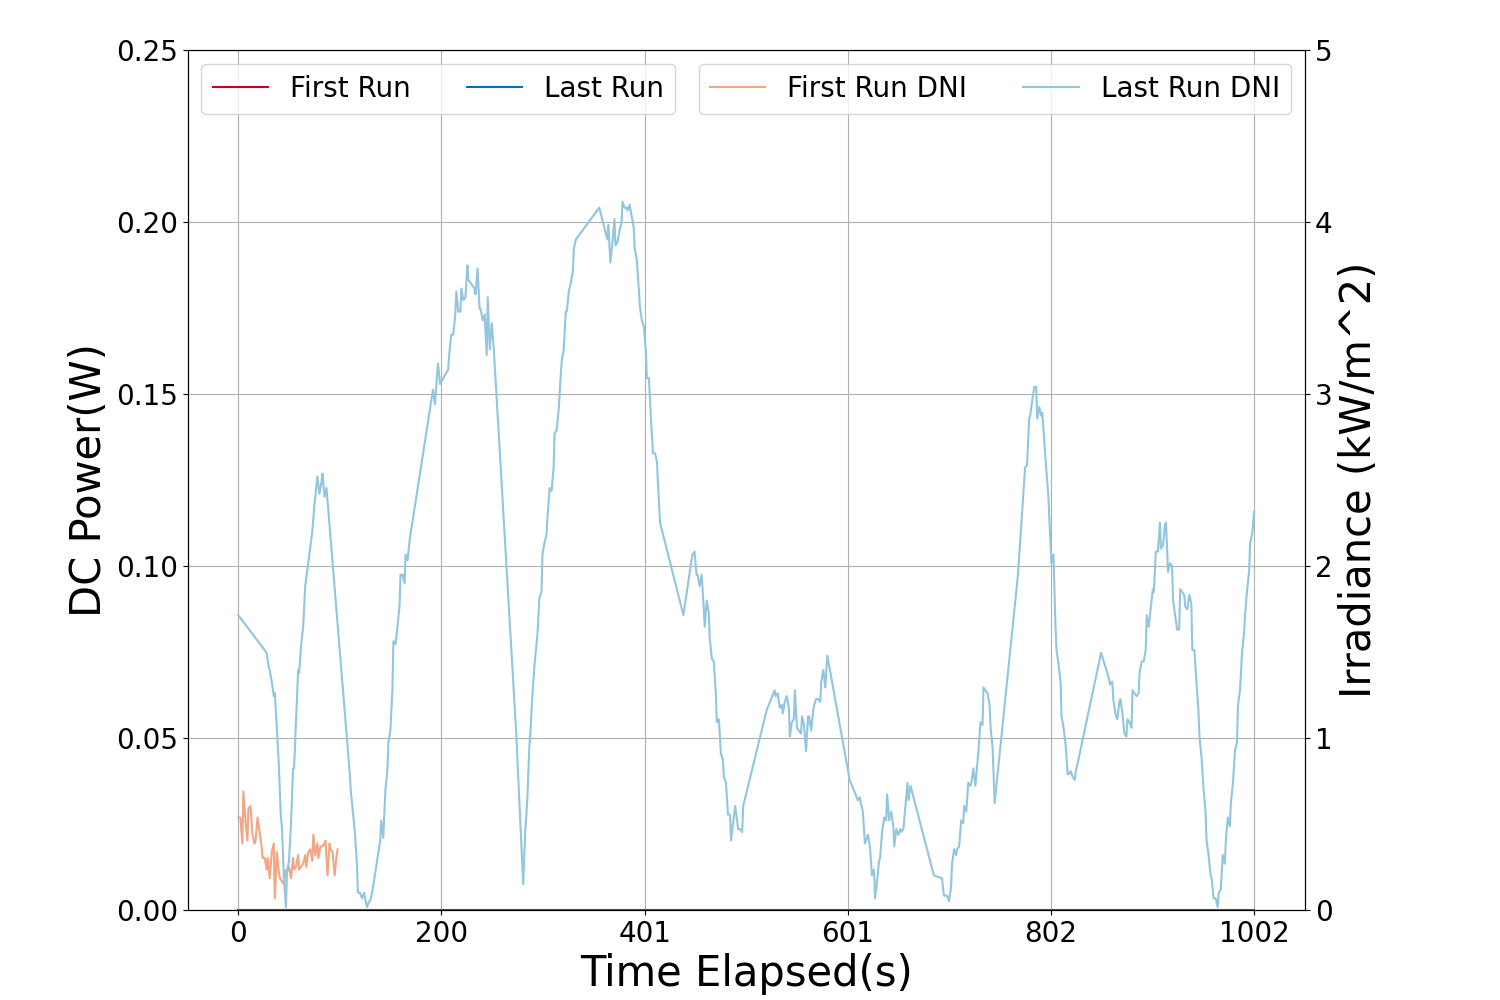 0.25
0.20
0.15
0.10
0.05
0.00
DC Power(W)
First Run
Last Run
First Run DNI
Last Run DNI
5
4
3
2
1
0
Irradiance (kW/m^2)
0 200 401 601 802 1002
Time Elapsed(s)